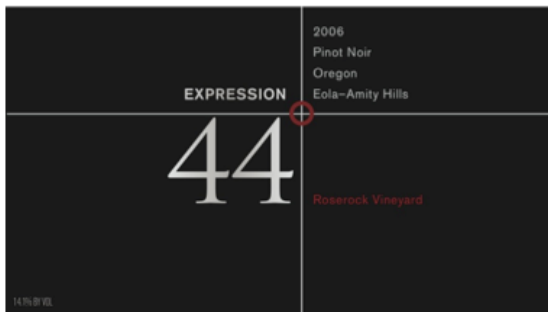 2006
Pinot Noir
Oregon
Eola–Amity Hills
EXPRESSION
44
Roserock Vineyard
14.1% BY VOL.